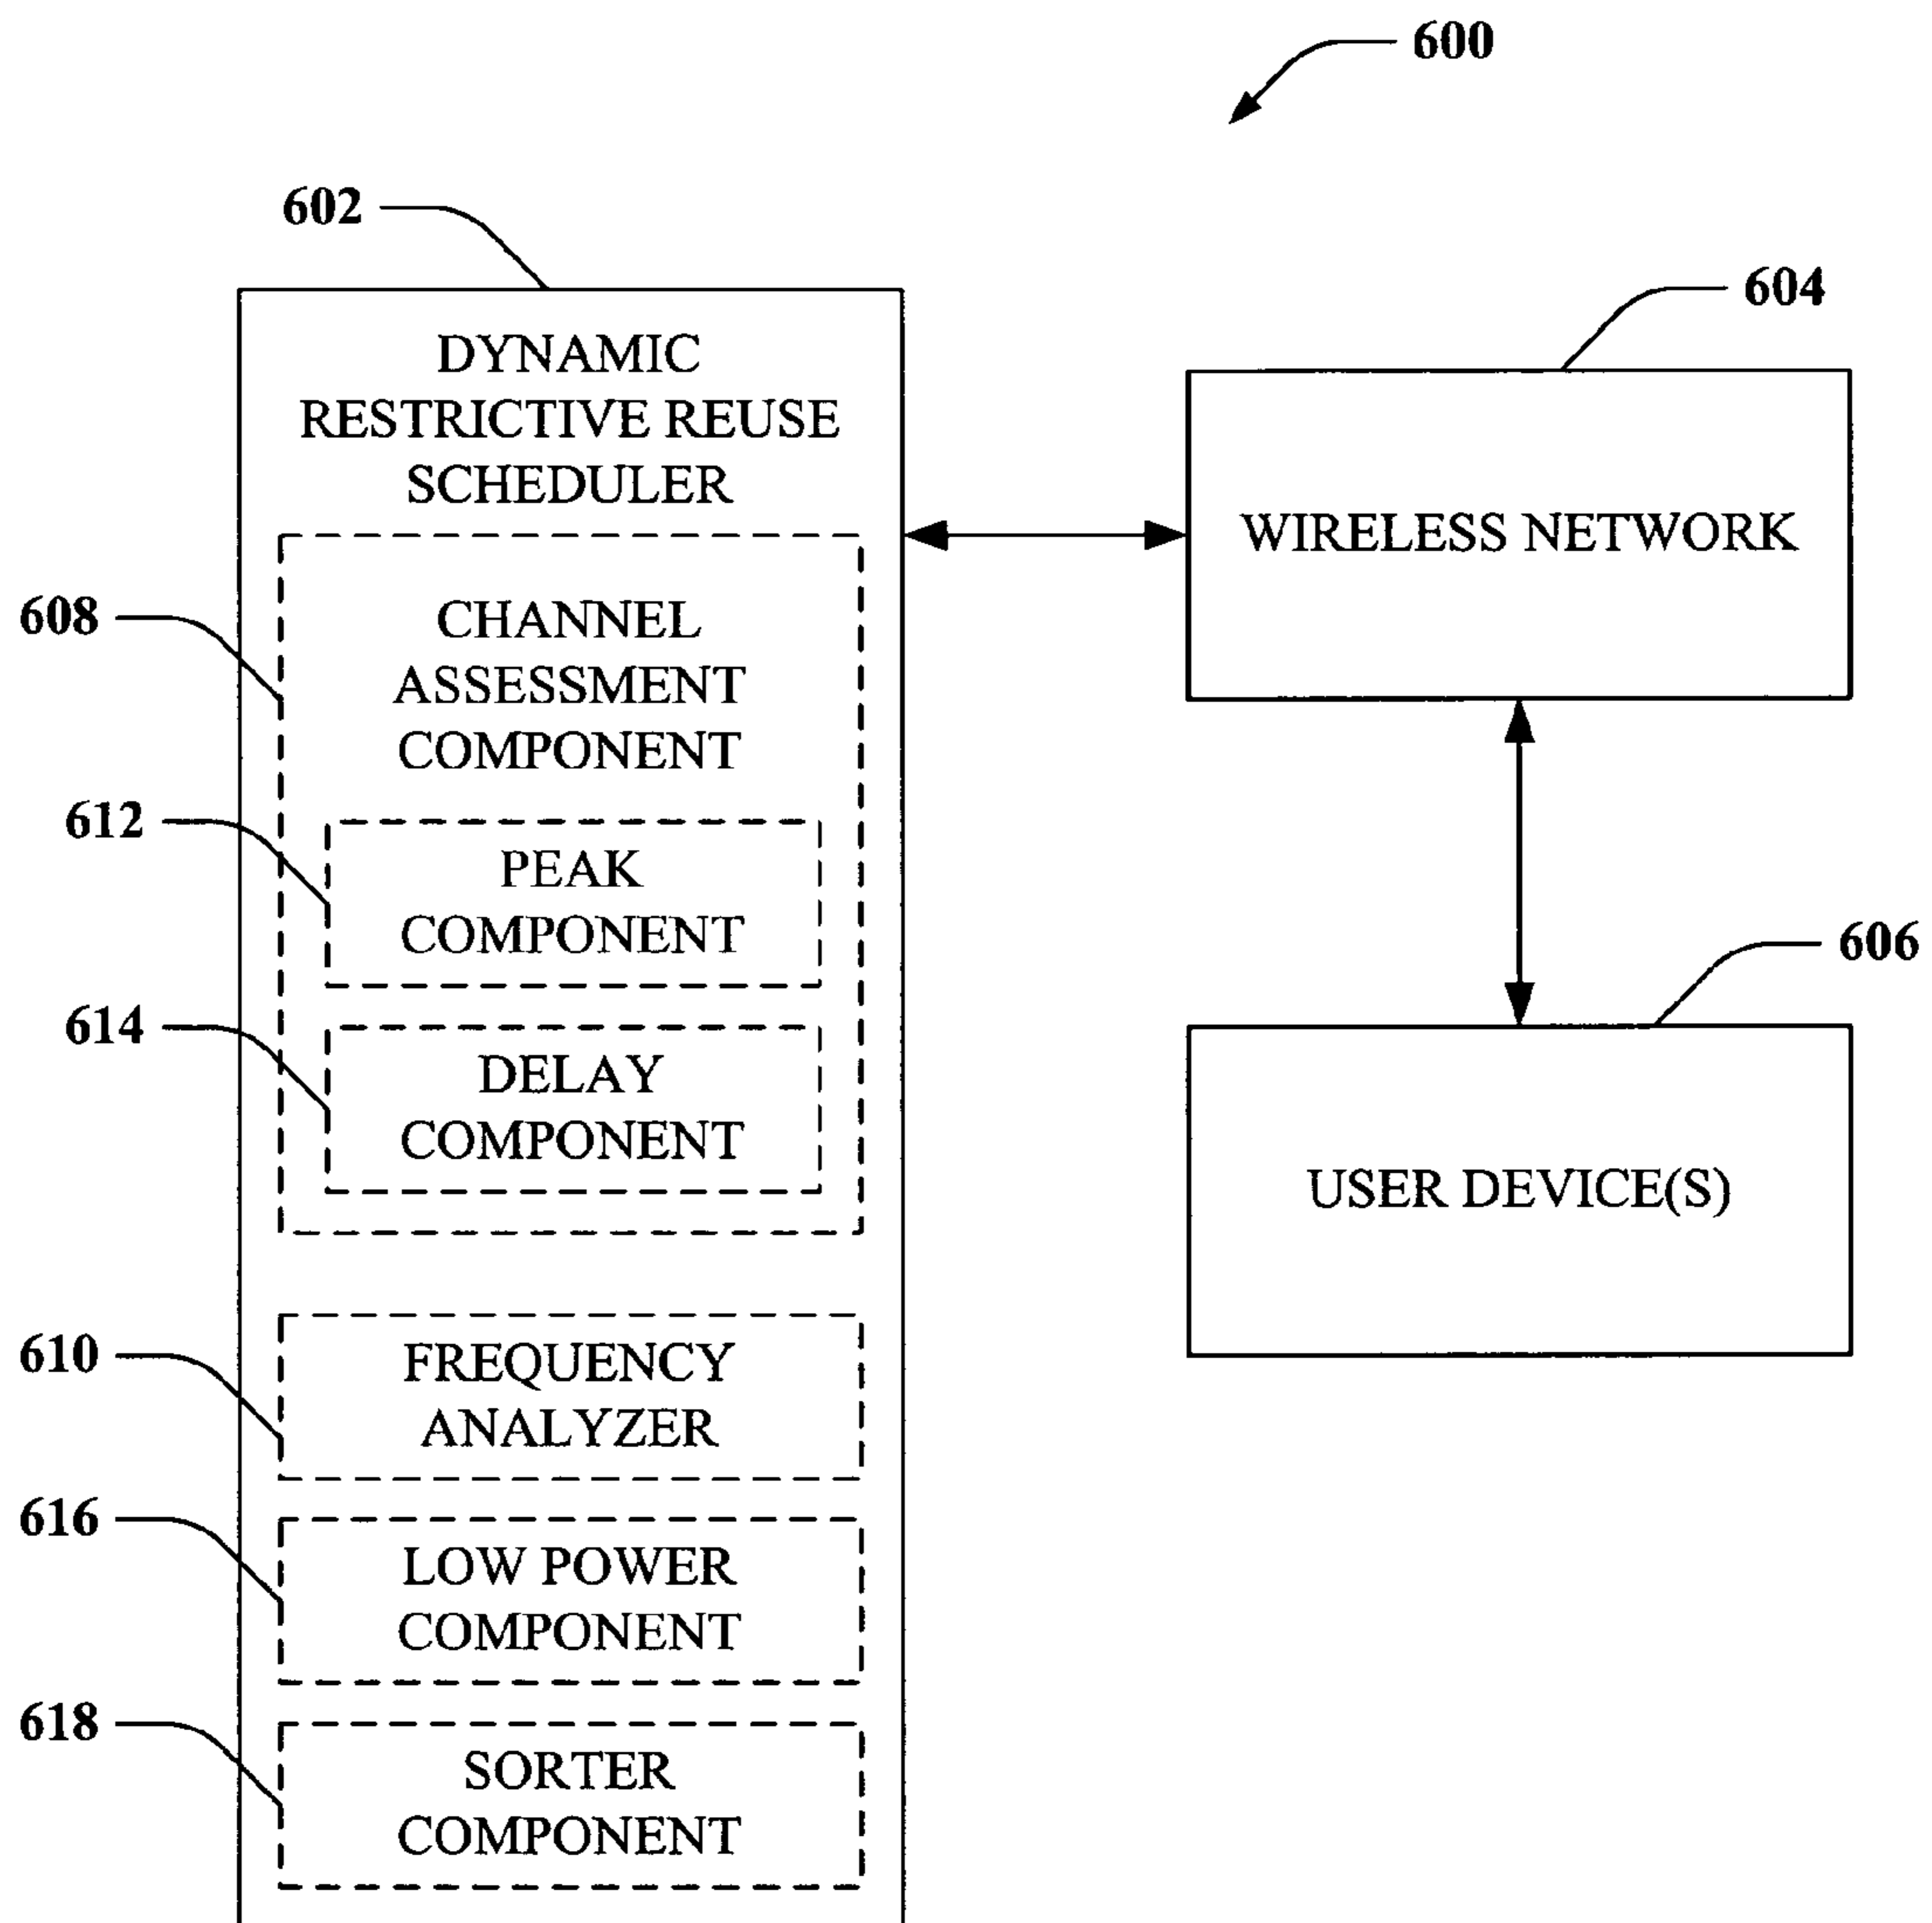 600
602
DYNAMIC
RESTRICTIVE REUSE
SCHEDULER
604
WIRELESS NETWORK
608
CHANNEL
ASSESSMENT
COMPONENT
612
PEAK
COMPONENT
606
614
DELAY
COMPONENT
USER DEVICE(S)
610
FREQUENCY
ANALYZER
616
LOW POWER
COMPONENT
618
SORTER
COMPONENT